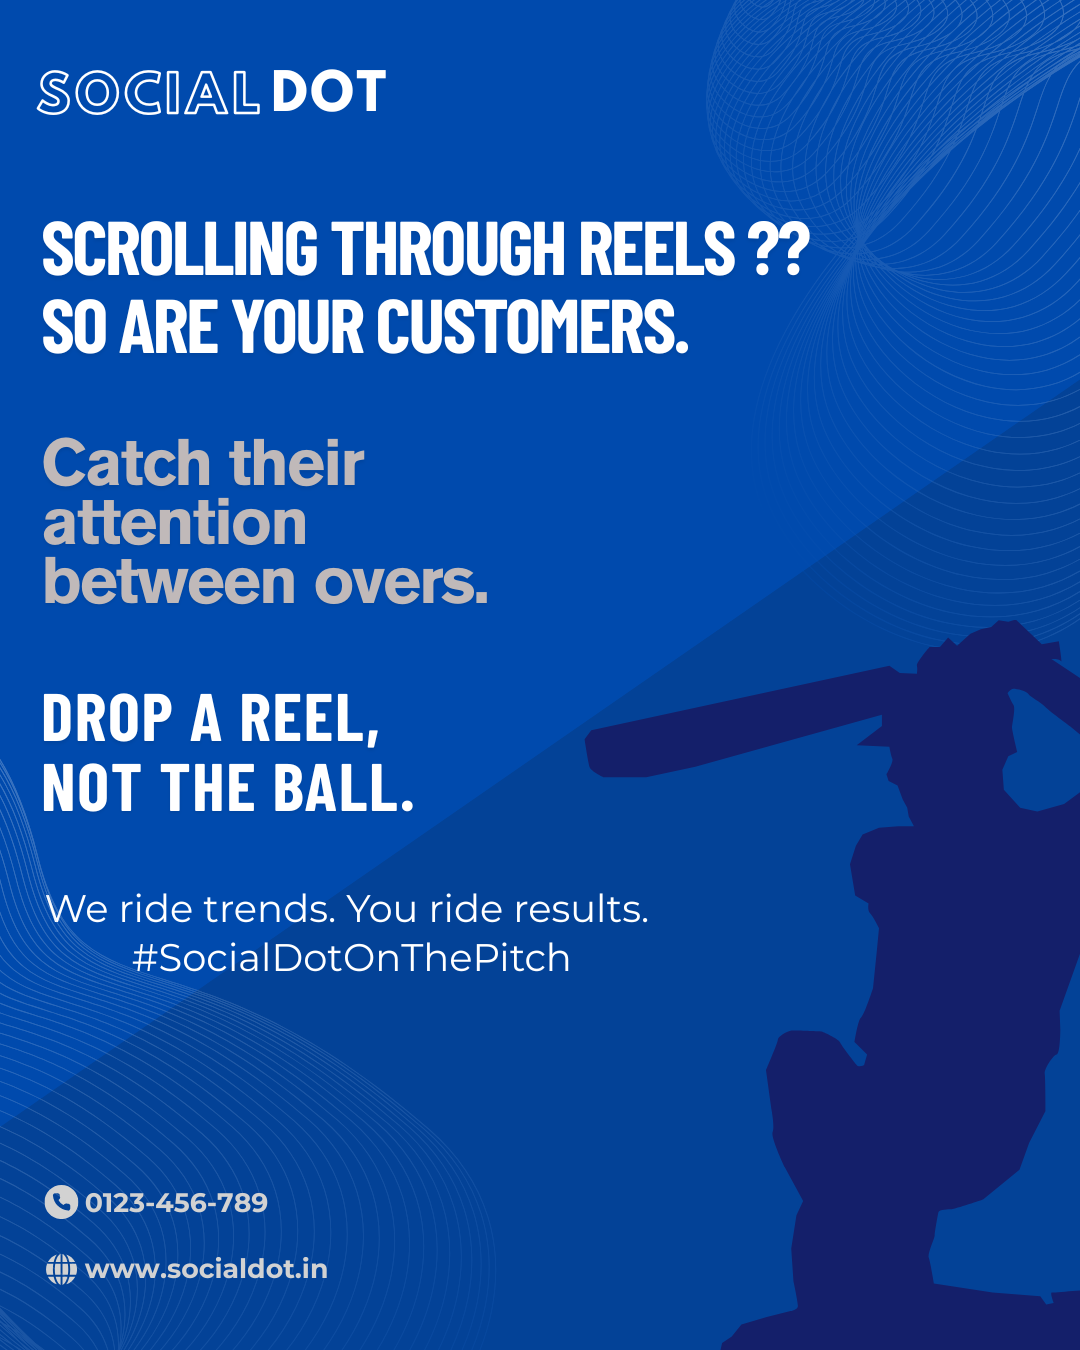 SOCIAL DOT
SCROLLING THROUGH REELS ??
SO ARE YOUR CUSTOMERS.
Catch their
attention
between overs.
DROP A REEL,
NOT THE BALL.
We ride trends. You ride results.
#SocialDotOnThePitch
0123-456-789
www.socialdot.in